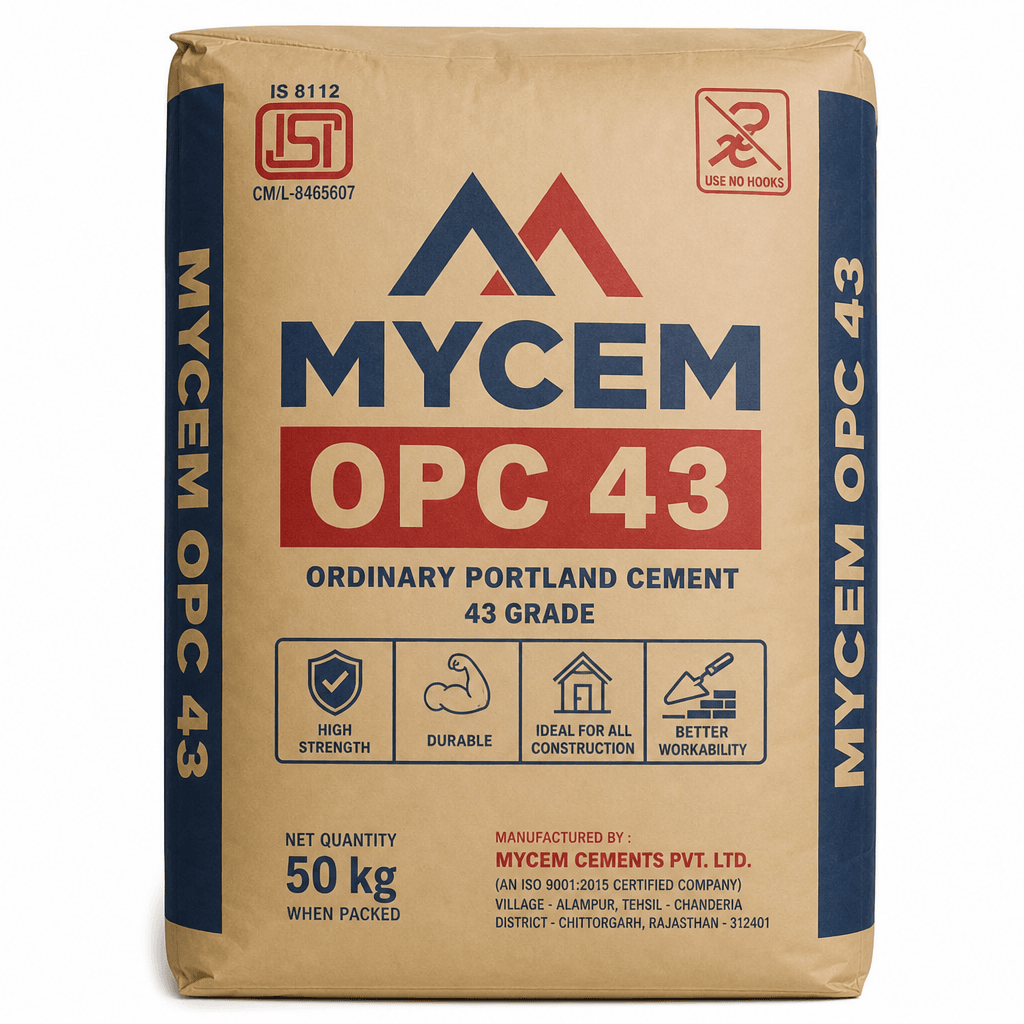 IS 8112
ISI
CM/L-8465607
USE NO HOOKS
MYCEM
OPC 43
ORDINARY PORTLAND CEMENT
43 GRADE
HIGH
STRENGTH
DURABLE
IDEAL FOR ALL
CONSTRUCTION
BETTER
WORKABILITY
NET QUANTITY
50 kg
WHEN PACKED
MANUFACTURED BY :
MYCEM CEMENTS PVT. LTD.
(AN ISO 9001:2015 CERTIFIED COMPANY)
VILLAGE - ALAMPUR, TEHSIL - CHANDERIA
DISTRICT - CHITTORGARH, RAJASTHAN - 312401
MYCEM OPC 43
MYCEM OPC 43